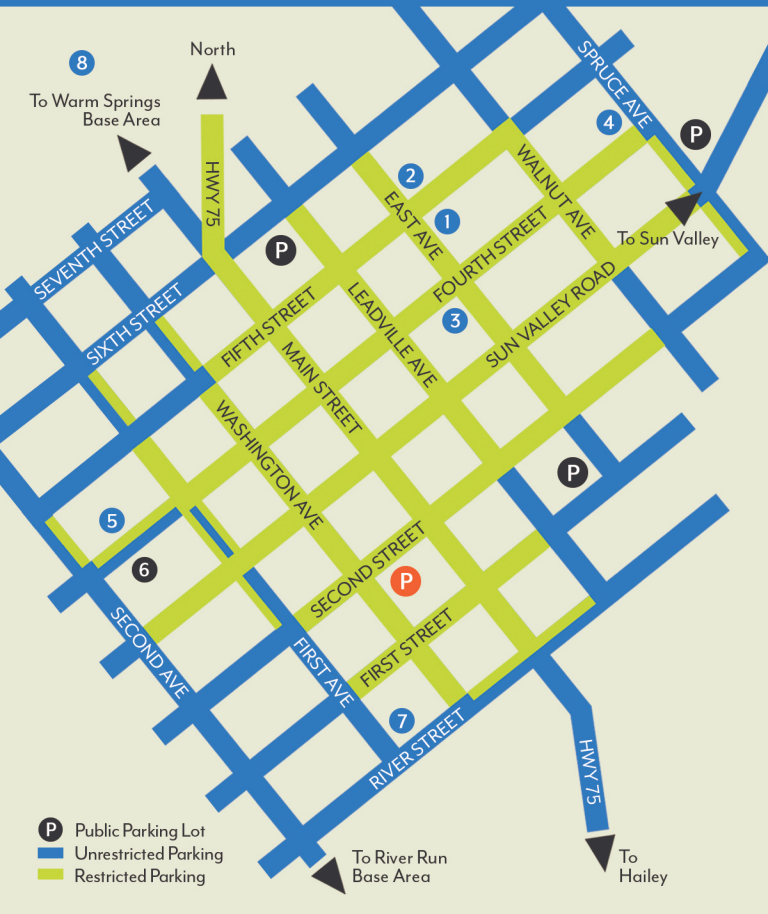 North
8
To Warm Springs
Base Area
SPRUCE AVE
4
P
HWY 75
2
WALNUT AVE
EAST AVE
1
SEVENTH STREET
To Sun Valley
P
FOURTH STREET
SIXTH STREET
FIFTH STREET
LEADVILLE AVE
3
SUN VALLEY ROAD
MAIN STREET
WASHINGTON AVE
P
5
6
SECOND STREET
P
SECOND AVE
FIRST STREET
FIRST AVE
7
RIVER STREET
HWY 75
P Public Parking Lot
Unrestricted Parking
Restricted Parking
To River Run
Base Area
To
Hailey